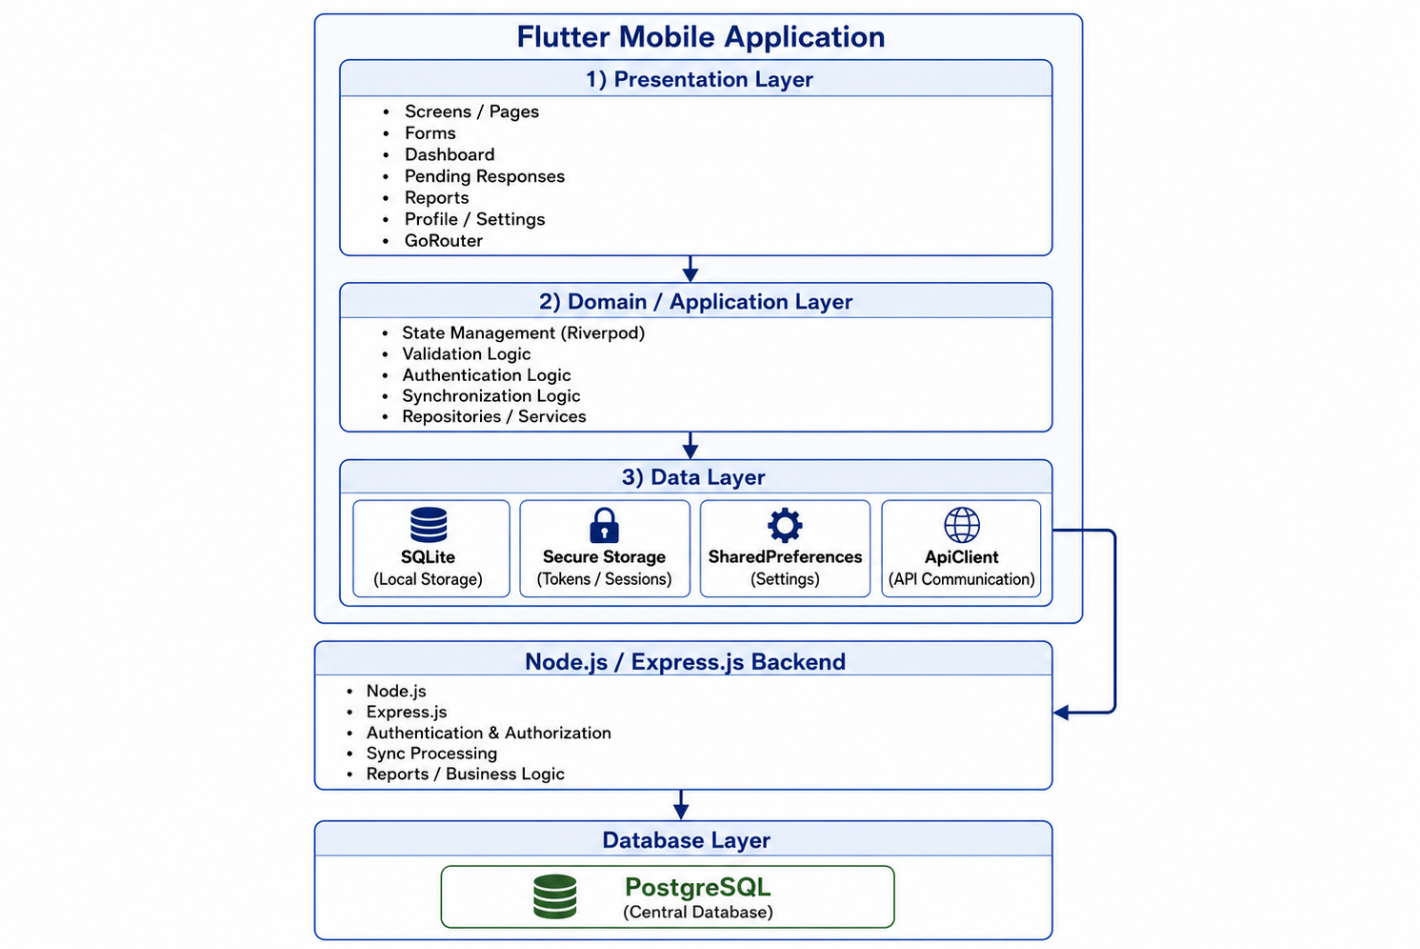 Flutter Mobile Application
1) Presentation Layer
• Screens / Pages
• Forms
• Dashboard
• Pending Responses
• Reports
• Profile / Settings
• GoRouter
2) Domain / Application Layer
• State Management (Riverpod)
• Validation Logic
• Authentication Logic
• Synchronization Logic
• Repositories / Services
3) Data Layer
SQLite
(Local Storage)
Secure Storage
(Tokens / Sessions)
SharedPreferences
(Settings)
ApiClient
(API Communication)
Node.js / Express.js Backend
• Node.js
• Express.js
• Authentication & Authorization
• Sync Processing
• Reports / Business Logic
Database Layer
PostgreSQL
(Central Database)